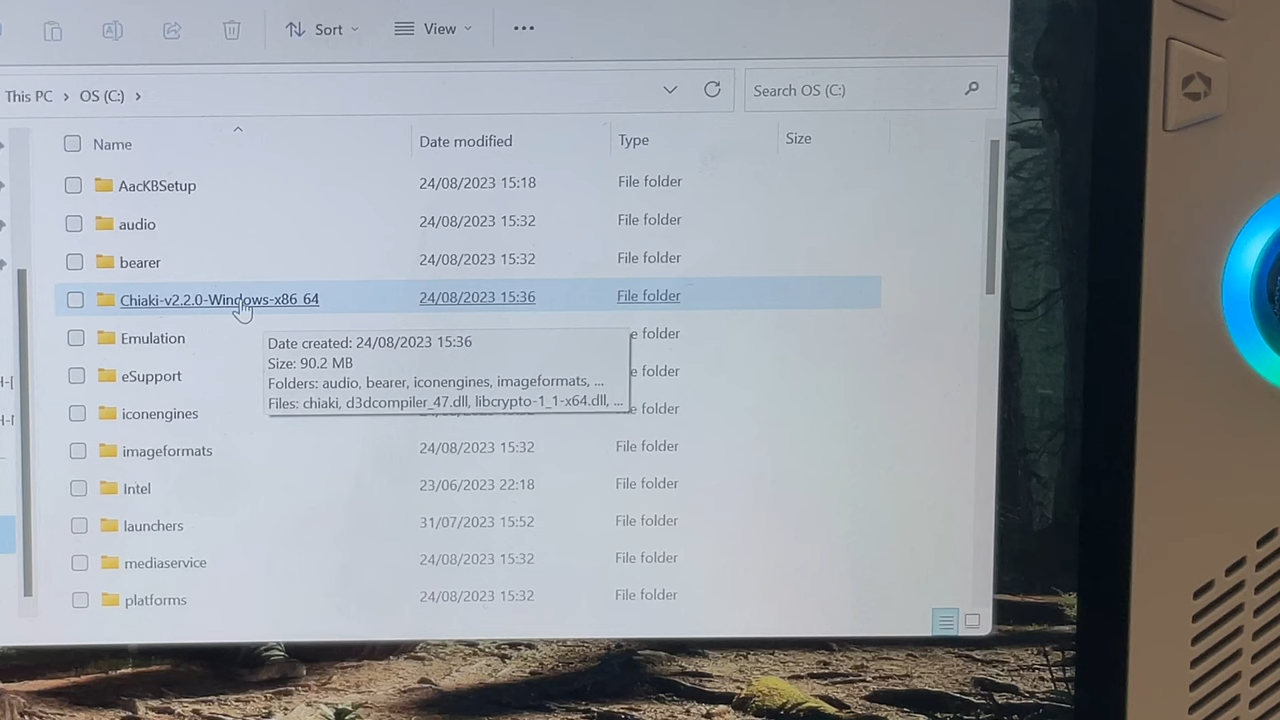 Sort
View
This PC > OS (C:) >
Search OS (C:)
Name Date modified Type Size
AacKBSetup 24/08/2023 15:18 File folder
audio 24/08/2023 15:32 File folder
bearer 24/08/2023 15:32 File folder
Chiaki-v2.2.0-Windows-x86_64 24/08/2023 15:36 File folder
Emulation e folder
Date created: 24/08/2023 15:36
Size: 90.2 MB
eSupport e folder
Folders: audio, bearer, iconengines, imageformats, ...
Files: chiaki, d3dcompiler_47.dll, libcrypto-1_1-x64.dll, ...
iconengines e folder
imageformats 24/08/2023 15:32 File folder
Intel 23/06/2023 22:18 File folder
launchers 31/07/2023 15:52 File folder
mediaservice 24/08/2023 15:32 File folder
platforms 24/08/2023 15:32 File folder